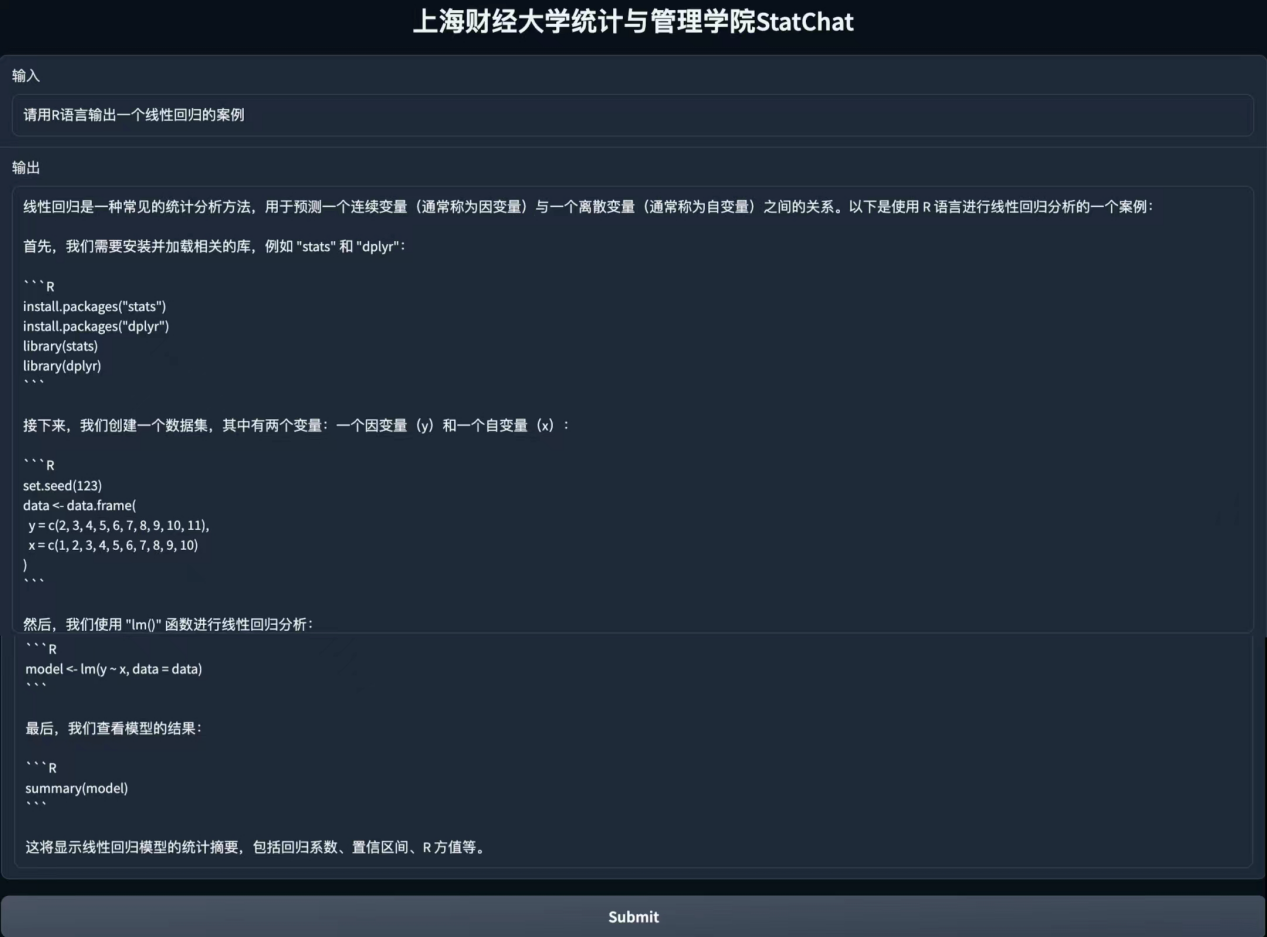 上海财经大学统计与管理学院StatChat
输入
请用R语言输出一个线性回归的案例
输出
线性回归是一种常见的统计分析方法，用于预测一个连续变量（通常称为因变量）与一个离散变量（通常称为自变量）之间的关系。以下是使用 R 语言进行线性回归分析的一个案例：
首先，我们需要安装并加载相关的库，例如 "stats" 和 "dplyr"：
```R
install.packages("stats")
install.packages("dplyr")
library(stats)
library(dplyr)
```
接下来，我们创建一个数据集，其中有两个变量：一个因变量（y）和一个自变量（x）：
```R
set.seed(123)
data <- data.frame(
  y = c(2, 3, 4, 5, 6, 7, 8, 9, 10, 11),
  x = c(1, 2, 3, 4, 5, 6, 7, 8, 9, 10)
)
```
然后，我们使用 "lm()" 函数进行线性回归分析：
```R
model <- lm(y ~ x, data = data)
```
最后，我们查看模型的结果：
```R
summary(model)
```
这将显示线性回归模型的统计摘要，包括回归系数、置信区间、R 方值等。
Submit